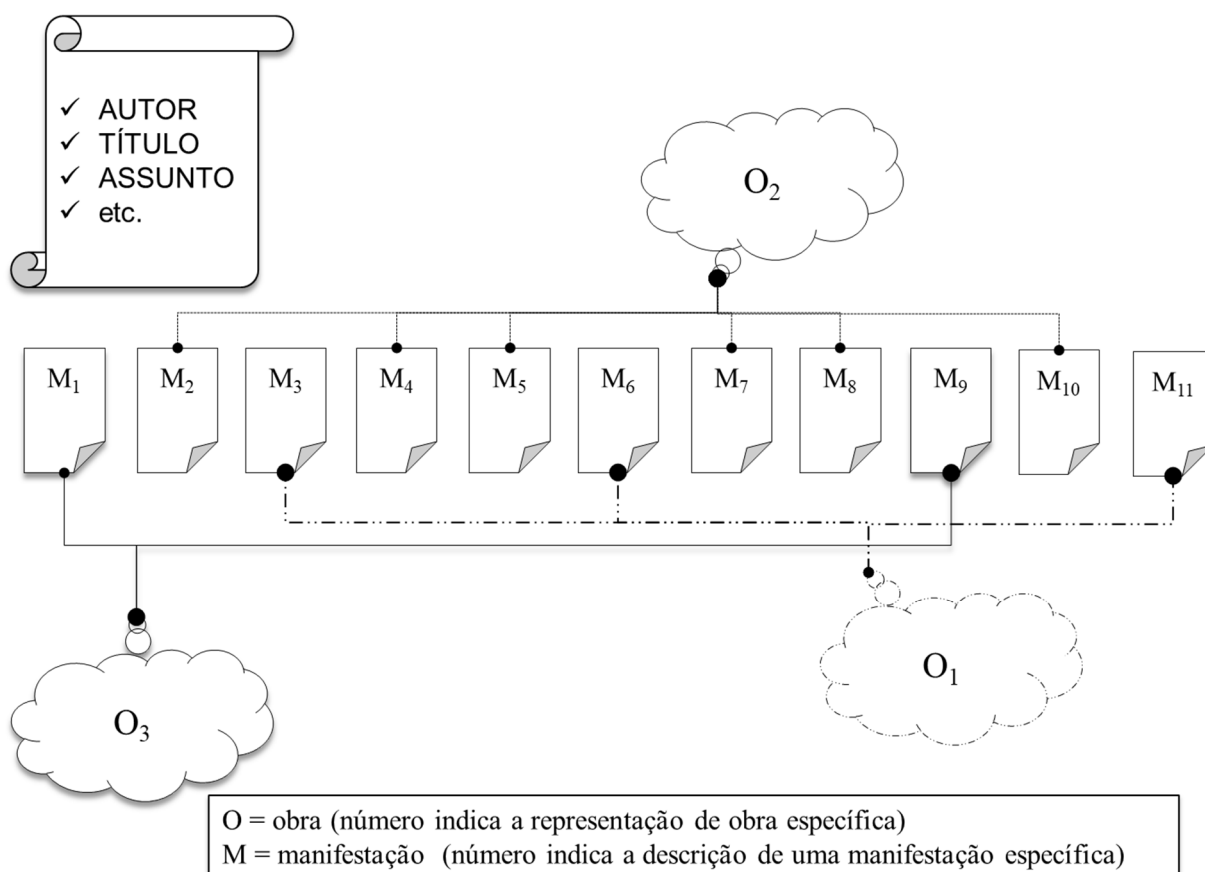 ✓ AUTOR
✓ TÍTULO
✓ ASSUNTO
✓ etc.
O₂
M₁ M₂ M₃ M₄ M₅ M₆ M₇ M₈ M₉ M₁₀ M₁₁
O₁
O₃
O = obra (número indica a representação de obra específica)
M = manifestação (número indica a descrição de uma manifestação específica)